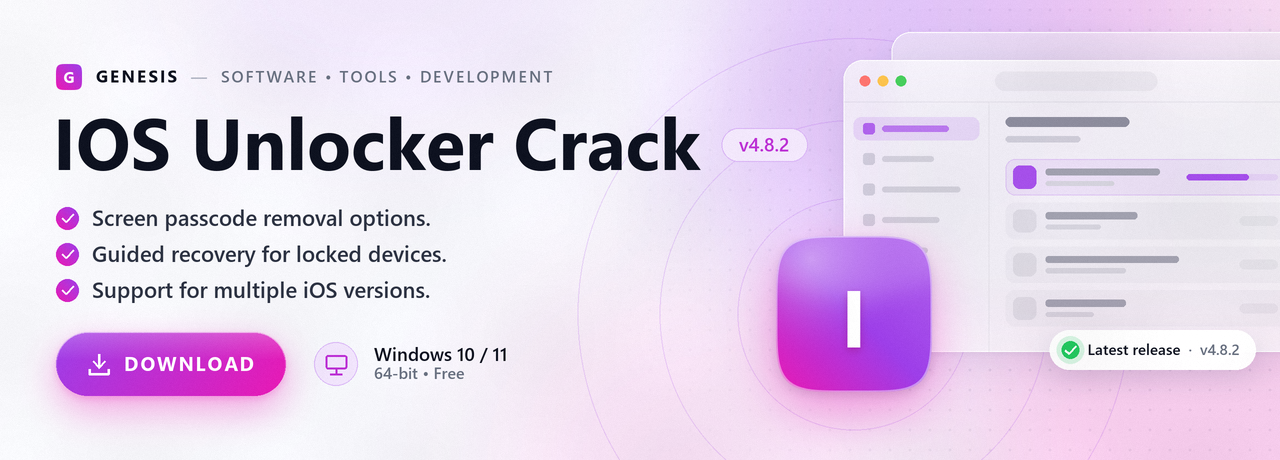 G GENESIS — SOFTWARE • TOOLS • DEVELOPMENT
IOS Unlocker Crack v4.8.2
Screen passcode removal options.
Guided recovery for locked devices.
Support for multiple iOS versions.
DOWNLOAD
Windows 10 / 11
64-bit • Free
I
Latest release · v4.8.2